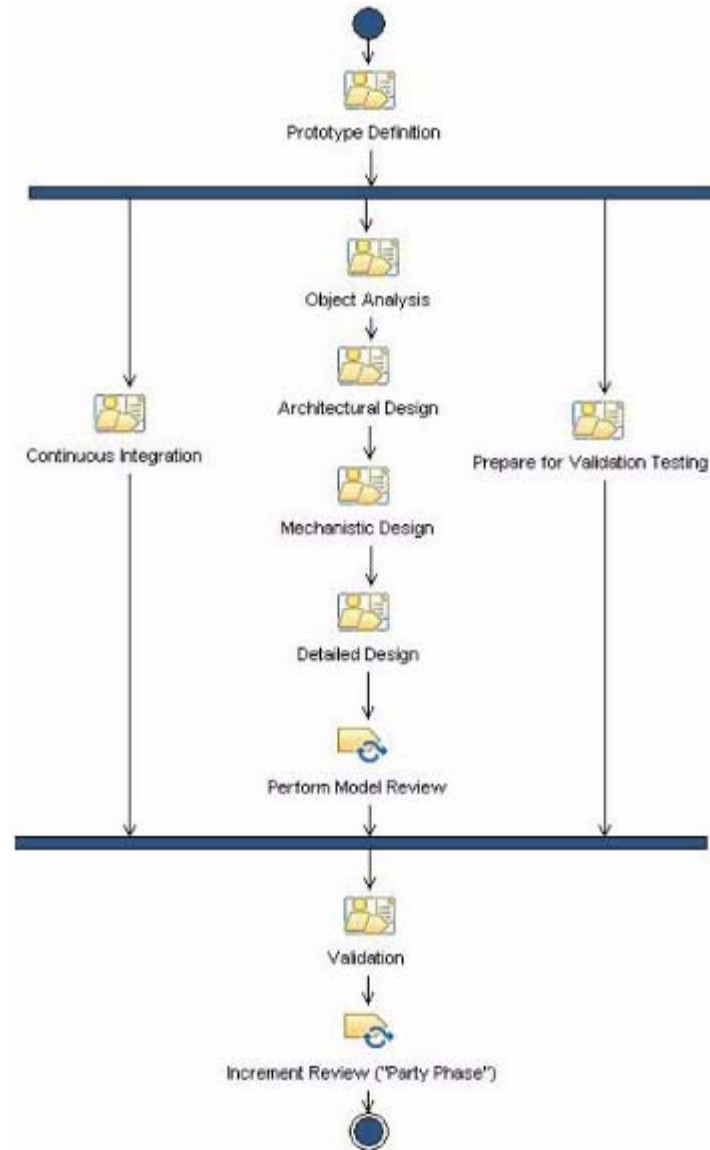 Prototype Definition
Object Analysis
Architectural Design
Continuous Integration
Prepare for Validation Testing
Mechanistic Design
Detailed Design
Perform Model Review
Validation
Increment Review ("Party Phase")